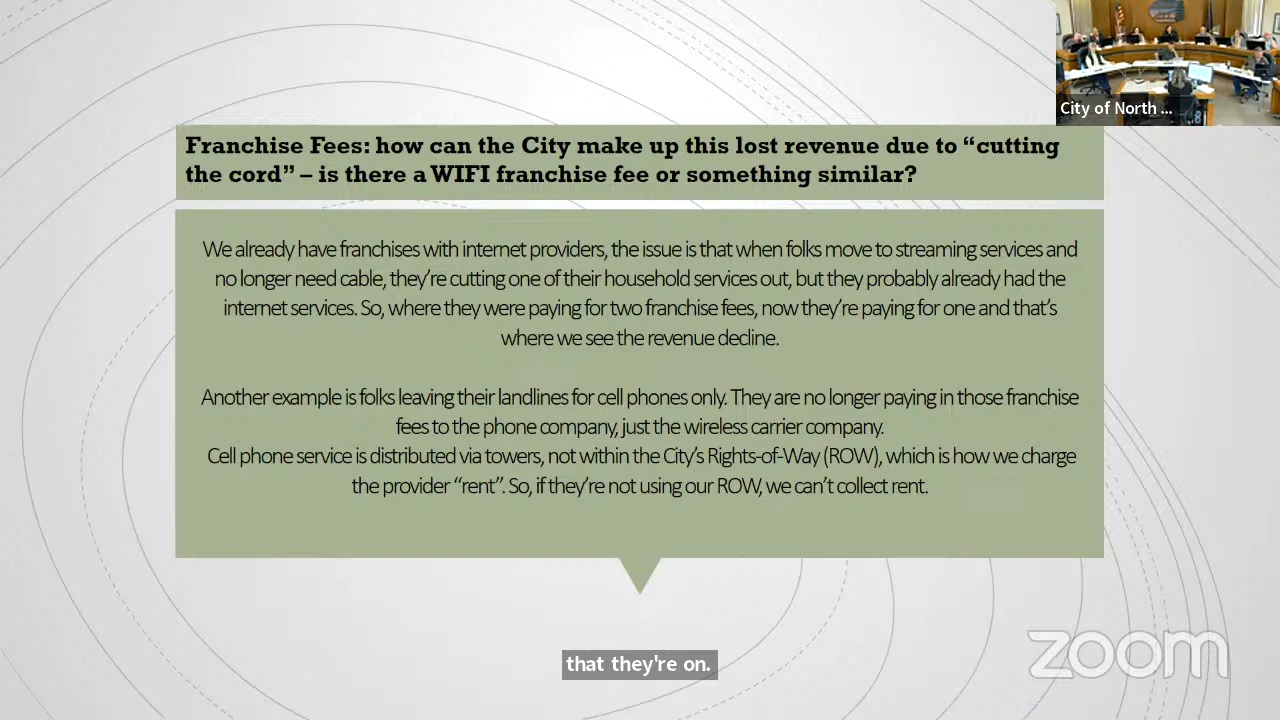 City of North ...
Franchise Fees: how can the City make up this lost revenue due to “cutting
the cord” – is there a WIFI franchise fee or something similar?
We already have franchises with internet providers, the issue is that when folks move to streaming services and
no longer need cable, they’re cutting one of their household services out, but they probably already had the
internet services. So, where they were paying for two franchise fees, now they’re paying for one and that’s
where we see the revenue decline.
Another example is folks leaving their landlines for cell phones only. They are no longer paying in those franchise
fees to the phone company, just the wireless carrier company.
Cell phone service is distributed via towers, not within the City’s Rights-of-Way (ROW), which is how we charge
the provider “rent”. So, if they’re not using our ROW, we can’t collect rent.
that they're on.
zoom